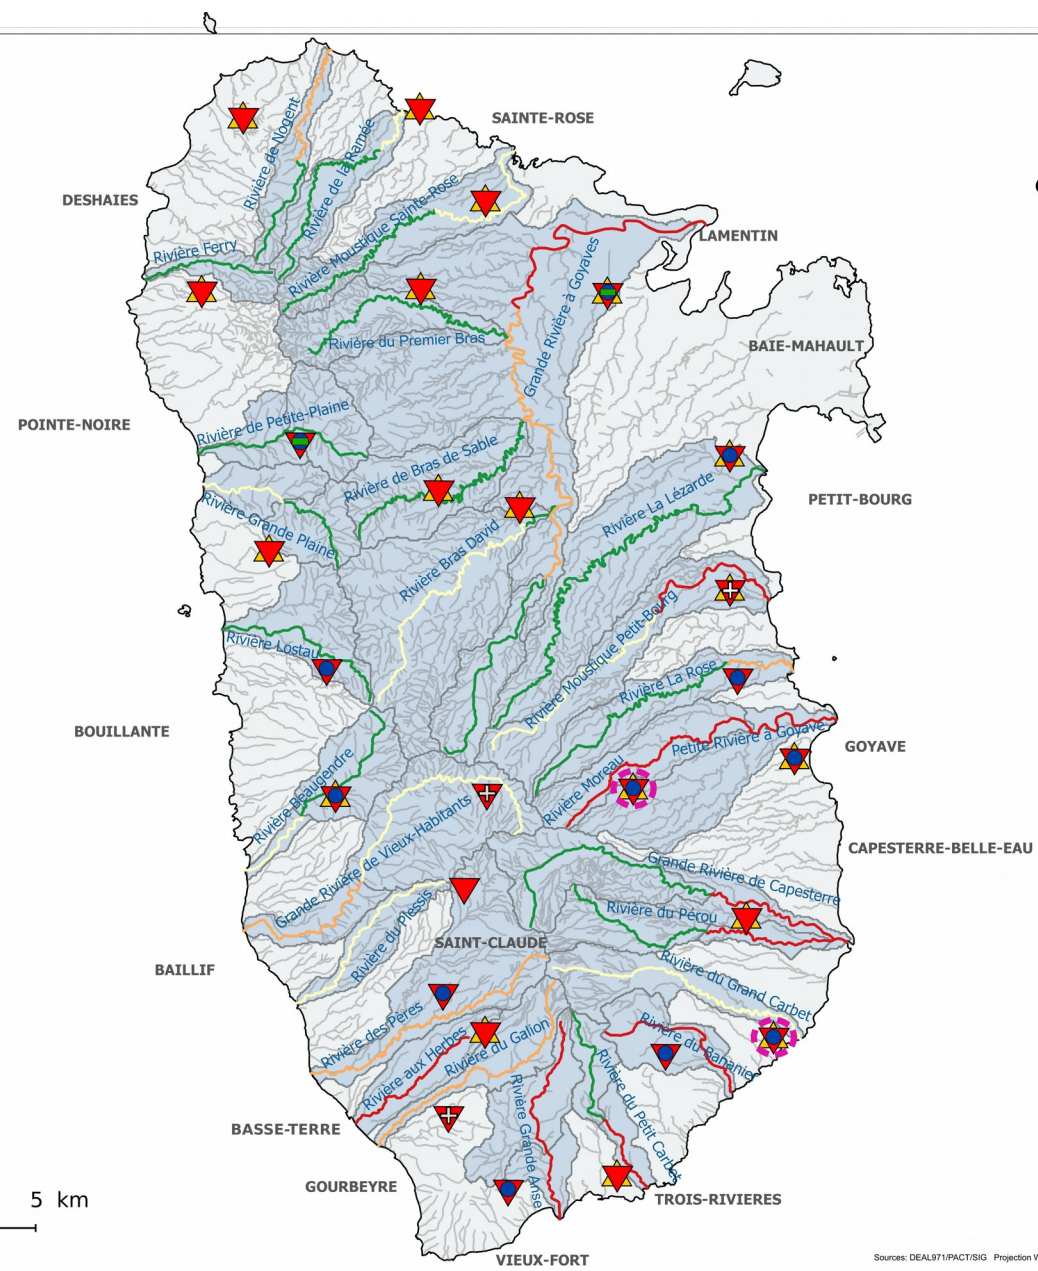 SAINTE-ROSE
Rivière de Nogent
Rivière de la Ramée
DESHAIES
Rivière Moustique Sainte-Rose
LAMENTIN
Rivière Ferry
Grande Rivière à Goyaves
Rivière du Premier Bras
BAIE-MAHAULT
POINTE-NOIRE
Rivière de Petite-Plaine
Rivière de Bras de Sable
Rivière La Lézarde
PETIT-BOURG
Rivière Grande Plaine
Rivière Bras David
Rivière Moustique Petit-Bourg
Rivière Lostau
Rivière La Rose
BOUILLANTE
Petite Rivière à Goyave
GOYAVE
Rivière Moreau
Rivière Beaugendre
Grande Rivière de Vieux-Habitants
CAPESTERRE-BELLE-EAU
Grande Rivière de Capesterre
Rivière du Pérou
Rivière du Plessis
SAINT-CLAUDE
BAILLIF
Rivière du Grand Carbet
Rivière des Pères
Rivière aux Herbes
Rivière du Galion
Rivière du Bananier
Rivière Grande Anse
Rivière du Petit Carbet
BASSE-TERRE
GOURBEYRE
5 km
TROIS-RIVIERES
VIEUX-FORT
Sources: DEAL971/PACT/SIG Projection W